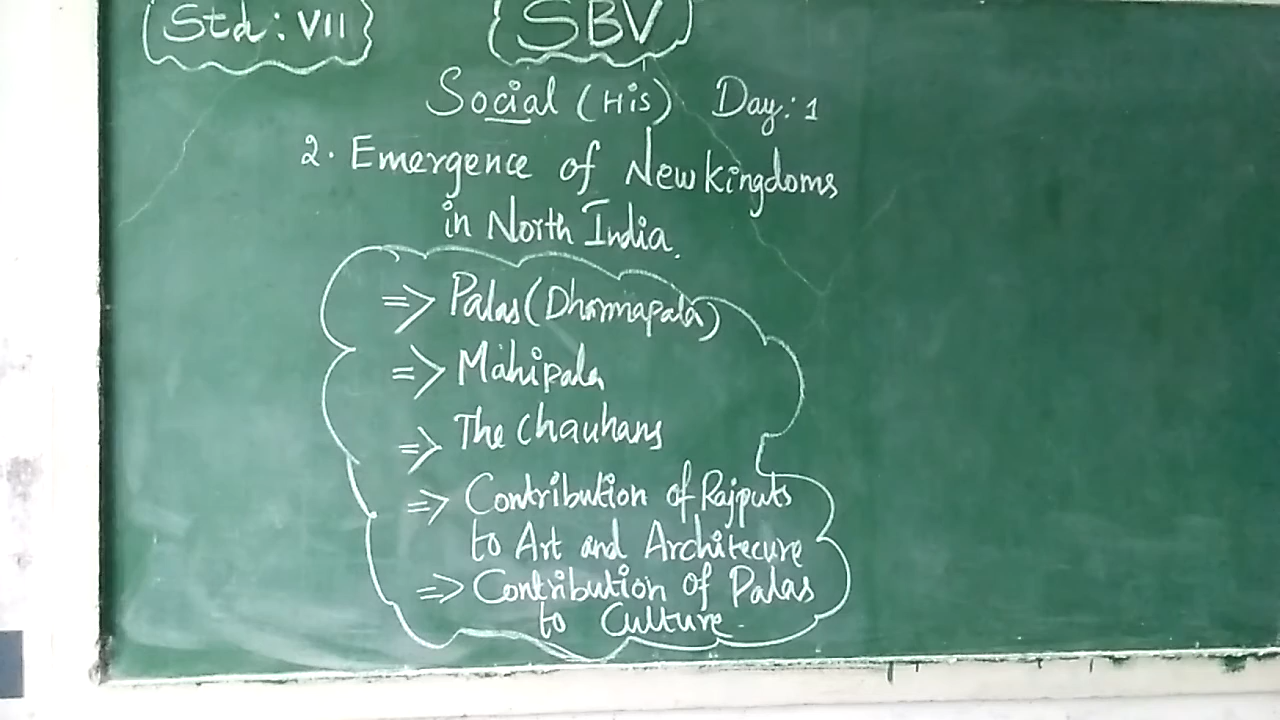 Std: VII
SBV
Social (His) Day: 1
2. Emergence of New kingdoms
in North India.
=> Palas (Dharmapala)
=> Mahipala
=> The Chauhans
=> Contribution of Rajputs
to Art and Architecure
=> Contribution of Palas
to Culture.